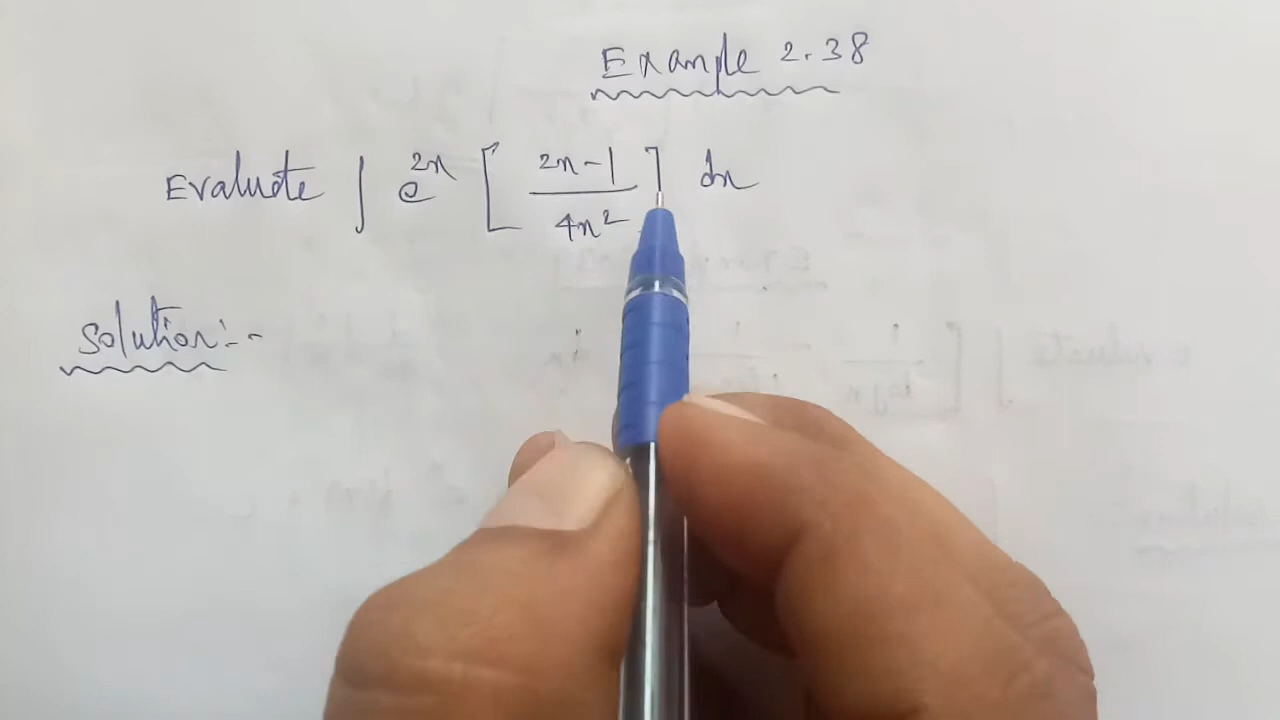 Example 2.38
Evaluate ∫ e^2x [ (2x-1)/(4x^2) ] dx
Solution:-